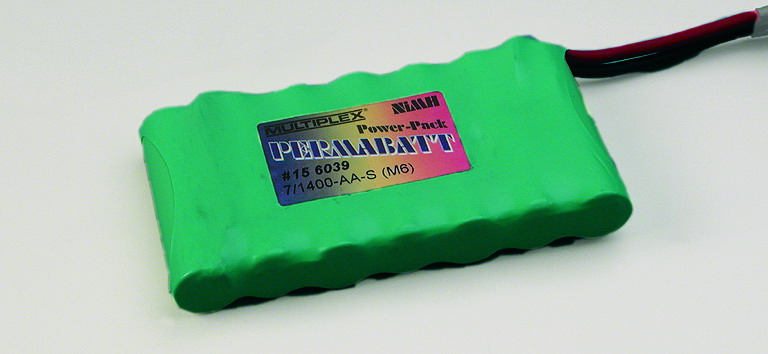 MULTIPLEX® NiMH
Power-Pack
PERMABATT
#15 6039
7/1400-AA-S (M6)